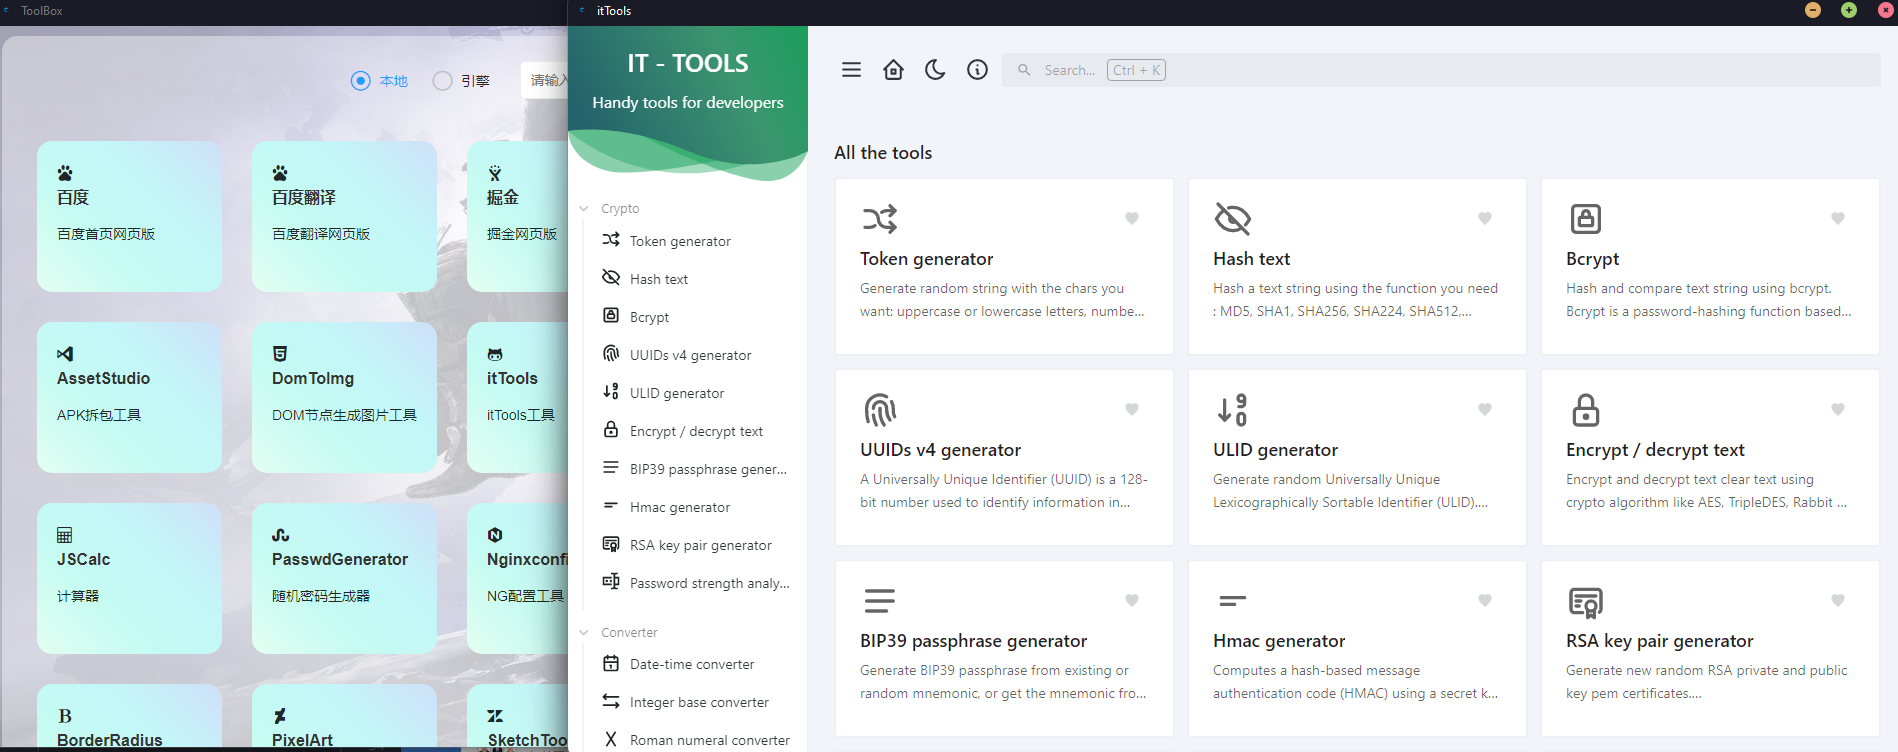 ToolBox
本地
引擎
请输入
百度
百度首页网页版
百度翻译
百度翻译网页版
掘金
掘金网页版
AssetStudio
APK拆包工具
DomToImg
DOM节点生成图片工具
itTools
itTools工具
JSCalc
计算器
PasswdGenerator
随机密码生成器
Nginxconfi
NG配置工具
BorderRadius
PixelArt
SketchToo
itTools
IT - TOOLS
Handy tools for developers
Crypto
Token generator
Hash text
Bcrypt
UUIDs v4 generator
ULID generator
Encrypt / decrypt text
BIP39 passphrase gener...
Hmac generator
RSA key pair generator
Password strength analy...
Converter
Date-time converter
Integer base converter
Roman numeral converter
Search...
Ctrl + K
All the tools
Token generator
Generate random string with the chars you
want: uppercase or lowercase letters, numbe...
Hash text
Hash a text string using the function you need
: MD5, SHA1, SHA256, SHA224, SHA512,...
Bcrypt
Hash and compare text string using bcrypt.
Bcrypt is a password-hashing function based...
UUIDs v4 generator
A Universally Unique Identifier (UUID) is a 128-
bit number used to identify information in...
ULID generator
Generate random Universally Unique
Lexicographically Sortable Identifier (ULID)....
Encrypt / decrypt text
Encrypt and decrypt text clear text using
crypto algorithm like AES, TripleDES, Rabbit ...
BIP39 passphrase generator
Generate BIP39 passphrase from existing or
random mnemonic, or get the mnemonic fro...
Hmac generator
Computes a hash-based message
authentication code (HMAC) using a secret k...
RSA key pair generator
Generate new random RSA private and public
key pem certificates....